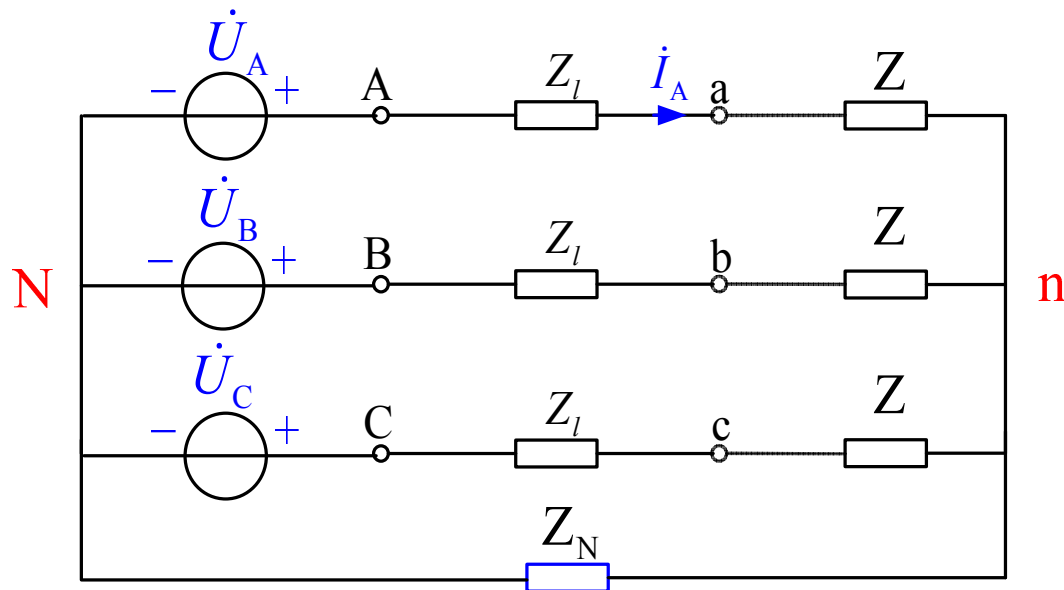 U̇A
− + A Zl İA a Z
U̇B
− + B Zl b Z
N n
U̇C
− + C Zl c Z
ZN